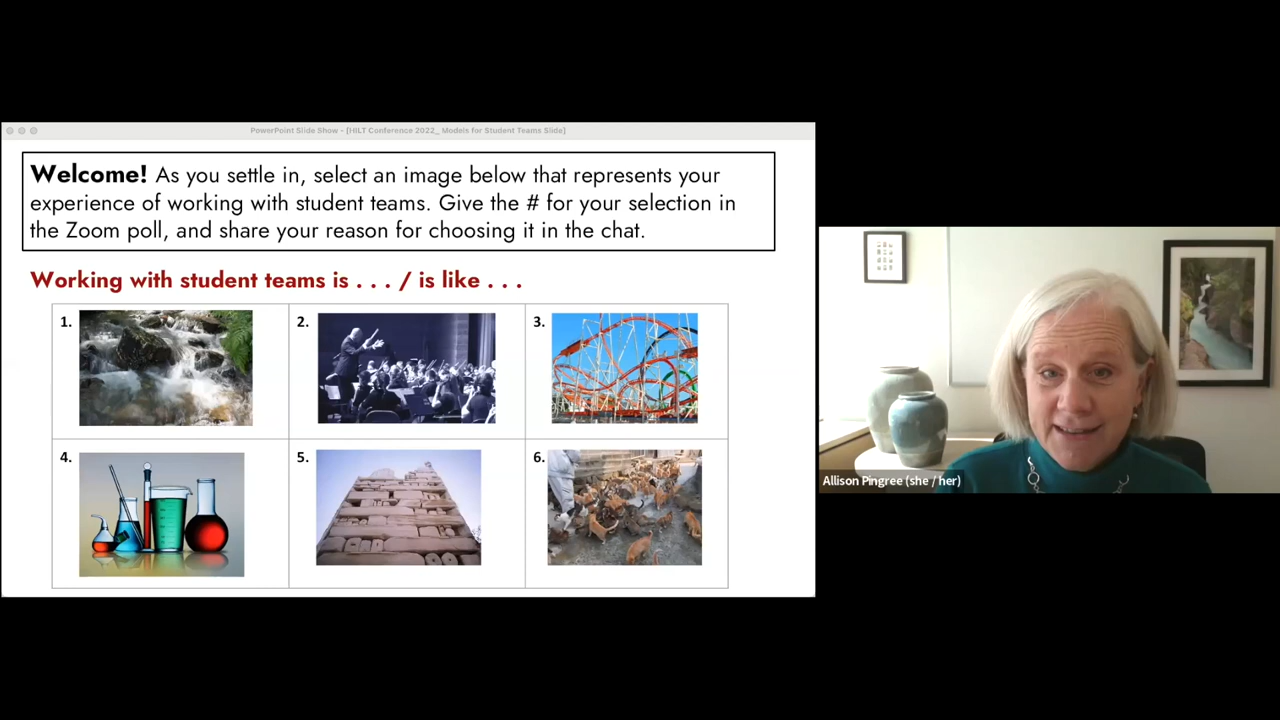 PowerPoint Slide Show - [HILT Conference 2022_ Models for Student Teams Slide]
Welcome! As you settle in, select an image below that represents your
experience of working with student teams. Give the # for your selection in
the Zoom poll, and share your reason for choosing it in the chat.
Working with student teams is . . . / is like . . .
1.
2.
3.
4.
5.
6.
Allison Pingree (she / her)